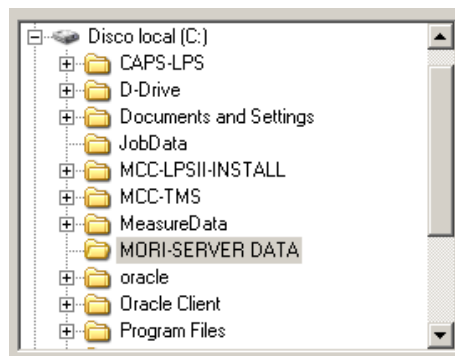 Disco local (C:)
CAPS-LPS
D-Drive
Documents and Settings
JobData
MCC-LPSII-INSTALL
MCC-TMS
MeasureData
MORI-SERVER DATA
oracle
Oracle Client
Program Files